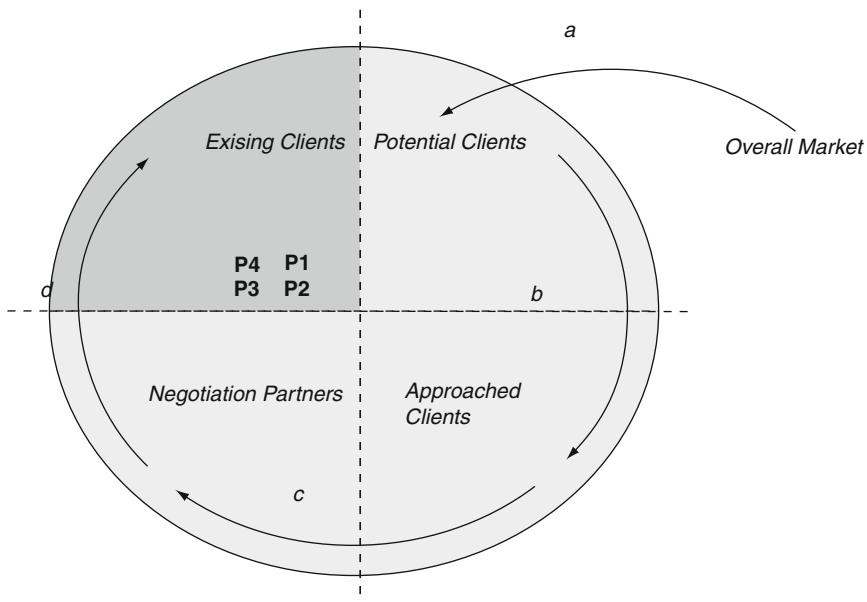 a
Exising Clients
Potential Clients
Overall Market
P4 P1
P3 P2
d
b
Negotiation Partners
Approached
Clients
c